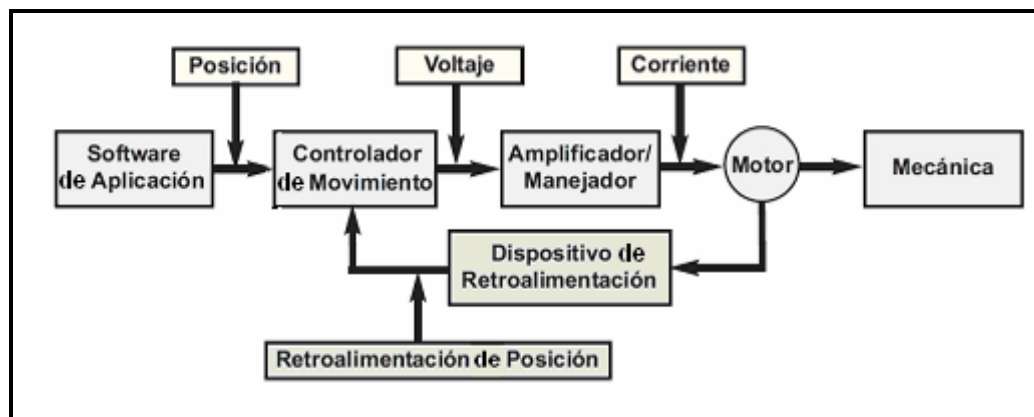 Posición
Voltaje
Corriente
Software
de Aplicación
Controlador
de Movimiento
Amplificador/
Manejador
Motor
Mecánica
Dispositivo de
Retroalimentación
Retroalimentación de Posición